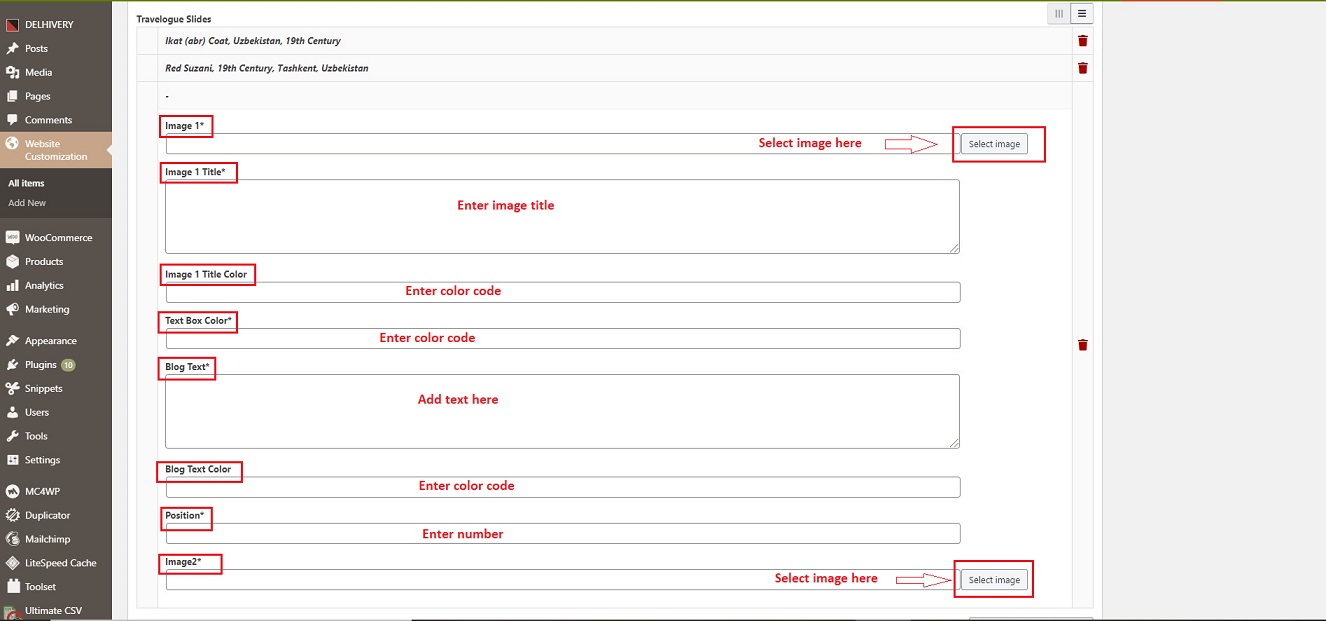 DELHIVERY
Posts
Media
Pages
Comments
Website
Customization
All items
Add New
WooCommerce
Products
Analytics
Marketing
Appearance
Plugins 10
Snippets
Users
Tools
Settings
MC4WP
Duplicator
Mailchimp
LiteSpeed Cache
Toolset
Ultimate CSV
Travelogue Slides
Ikat (abr) Coat, Uzbekistan, 19th Century
Red Suzani, 19th Century, Tashkent, Uzbekistan
-
Image 1*
Select image here
Select image
Image 1 Title*
Enter image title
Image 1 Title Color
Enter color code
Text Box Color*
Enter color code
Blog Text*
Add text here
Blog Text Color
Enter color code
Position*
Enter number
Image2*
Select image here
Select image